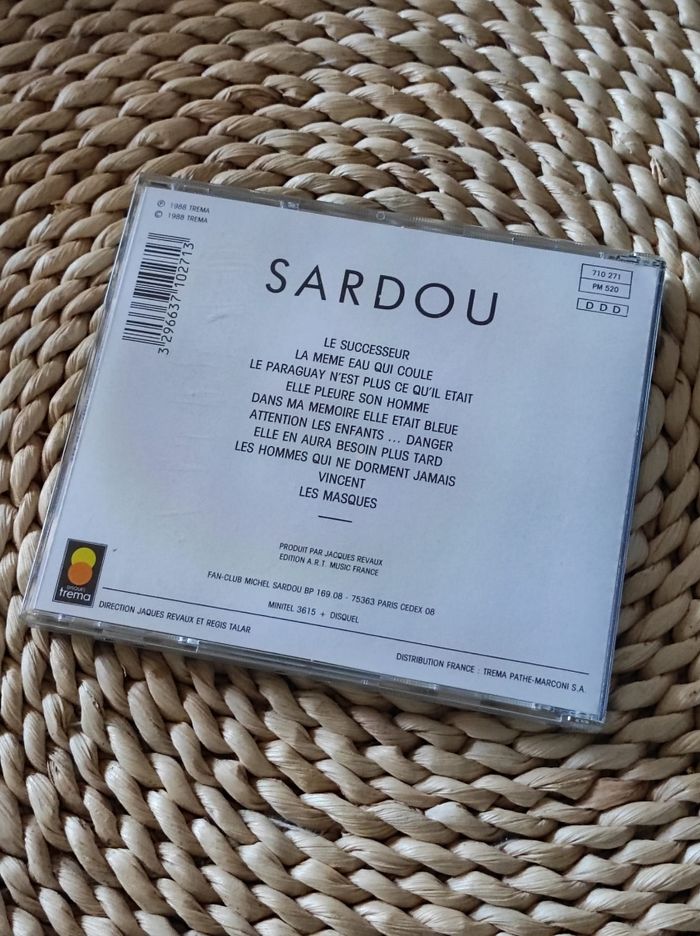 ℗ 1988 TREMA
© 1988 TREMA
3 296637 102713
710 271
PM 520
D D D
SARDOU
LE SUCCESSEUR
LA MEME EAU QUI COULE
LE PARAGUAY N'EST PLUS CE QU'IL ETAIT
ELLE PLEURE SON HOMME
DANS MA MEMOIRE ELLE ETAIT BLEUE
ATTENTION LES ENFANTS ... DANGER
ELLE EN AURA BESOIN PLUS TARD
LES HOMMES QUI NE DORMENT JAMAIS
VINCENT
LES MASQUES
PRODUIT PAR JACQUES REVAUX
EDITION A.R.T. MUSIC FRANCE
FAN-CLUB MICHEL SARDOU BP 169.08 - 75363 PARIS CEDEX 08
MINITEL 3615 + DISQUEL
disques
trema
DIRECTION JAQUES REVAUX ET REGIS TALAR
DISTRIBUTION FRANCE : TREMA PATHE-MARCONI S.A.